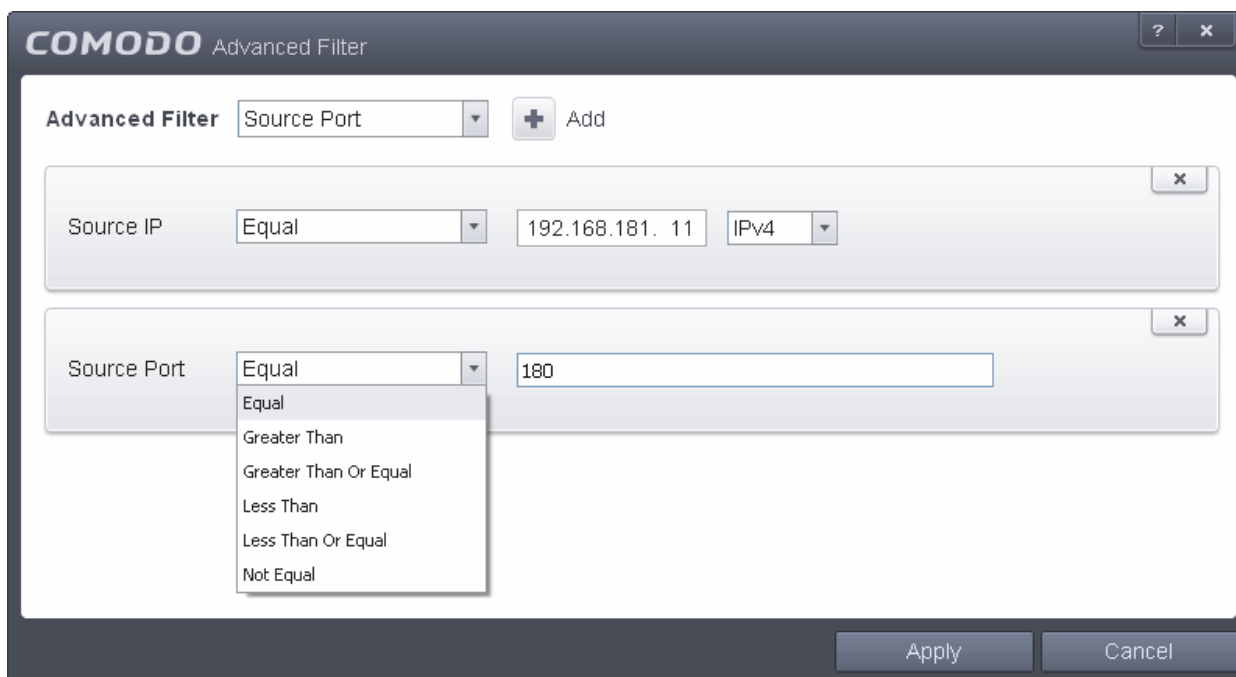 COMODO Advanced Filter ? x
Advanced Filter Source Port + Add
x
Source IP Equal 192.168.181. 11 IPv4
x
Source Port Equal 180
Equal
Greater Than
Greater Than Or Equal
Less Than
Less Than Or Equal
Not Equal
Apply Cancel